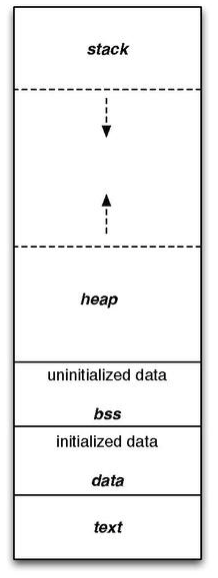 stack
heap
uninitialized data
bss
initialized data
data
text